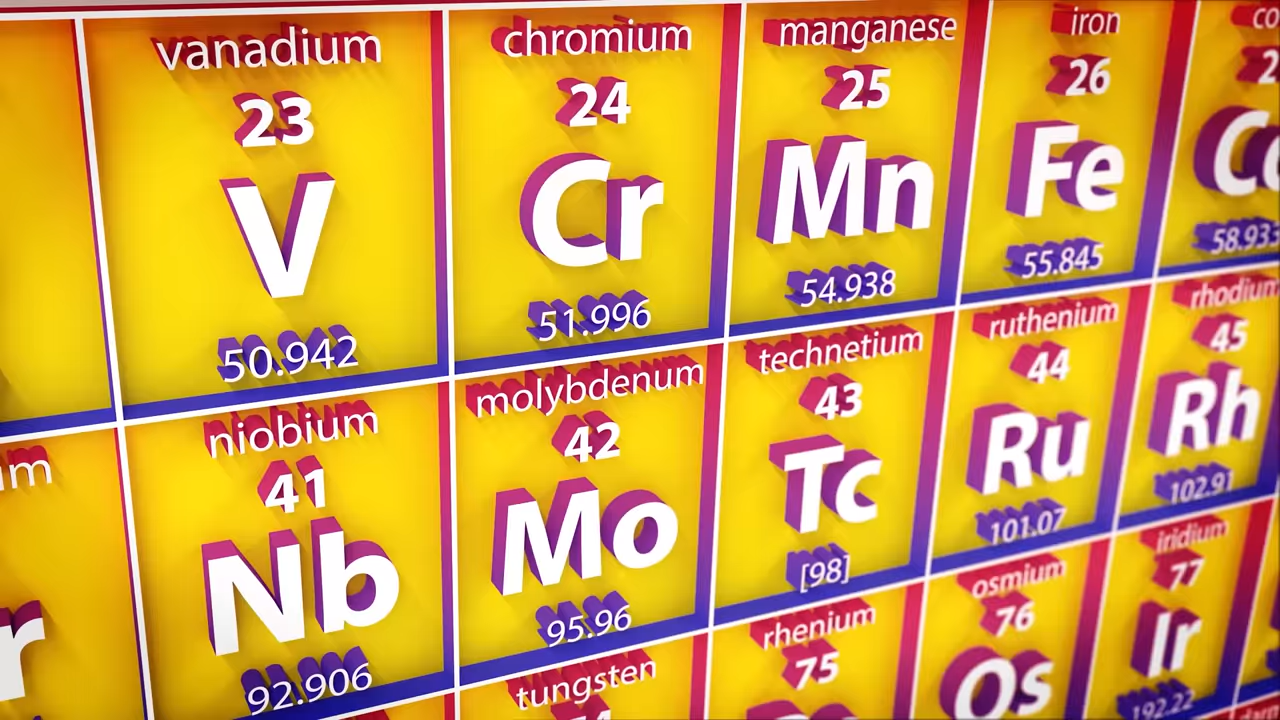 vanadium
23
V
50.942
chromium
24
Cr
51.996
manganese
25
Mn
54.938
iron
26
Fe
55.845
58.933
niobium
41
Nb
92.906
molybdenum
42
Mo
95.96
technetium
43
Tc
[98]
ruthenium
44
Ru
101.07
rhodium
45
Rh
102.91
tungsten
rhenium
75
osmium
76
Os
iridium
77
Ir
192.22